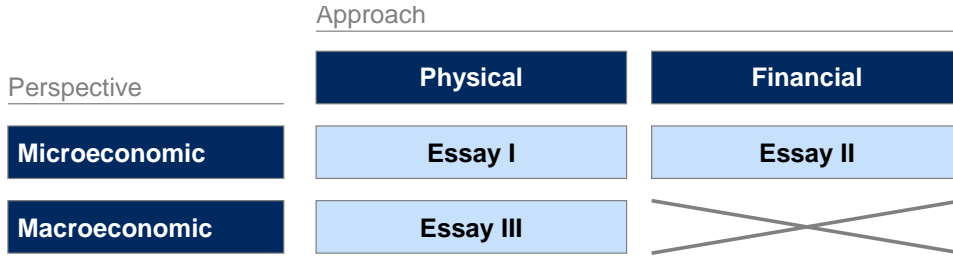 Approach
Perspective
Physical
Financial
Microeconomic
Essay I
Essay II
Macroeconomic
Essay III